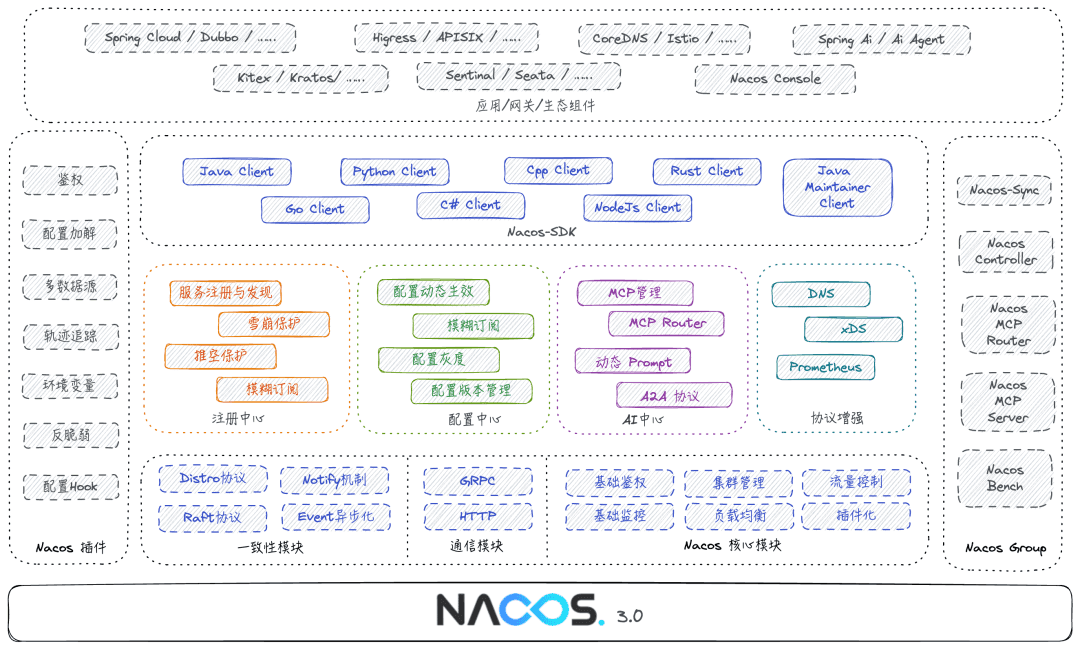 Spring Cloud / Dubbo / ......
Higress / APISIX / ......
CoreDNS / Istio / ......
Spring Ai / Ai Agent
Kitex / Kratos/ ......
Sentinal / Seata / ......
Nacos Console
应用/网关/生态组件
鉴权
配置加解
多数据源
轨迹追踪
环境变量
反脆弱
配置Hook
Nacos 插件
Java Client
Python Client
Cpp Client
Rust Client
Java
Maintainer
Client
Go Client
C# Client
NodeJs Client
Nacos-SDK
服务注册与发现
雪崩保护
推空保护
模糊订阅
注册中心
配置动态生效
模糊订阅
配置灰度
配置版本管理
配置中心
MCP管理
MCP Router
动态 Prompt
A2A 协议
AI中心
DNS
xDS
Prometheus
协议增强
Distro协议
Notify机制
Raft协议
Event异步化
一致性模块
GRPC
HTTP
通信模块
基础鉴权
集群管理
流量控制
基础监控
负载均衡
插件化
Nacos 核心模块
Nacos-Sync
Nacos
Controller
Nacos
MCP
Router
Nacos
MCP
Server
Nacos
Bench
Nacos Group
NACOS. 3.0